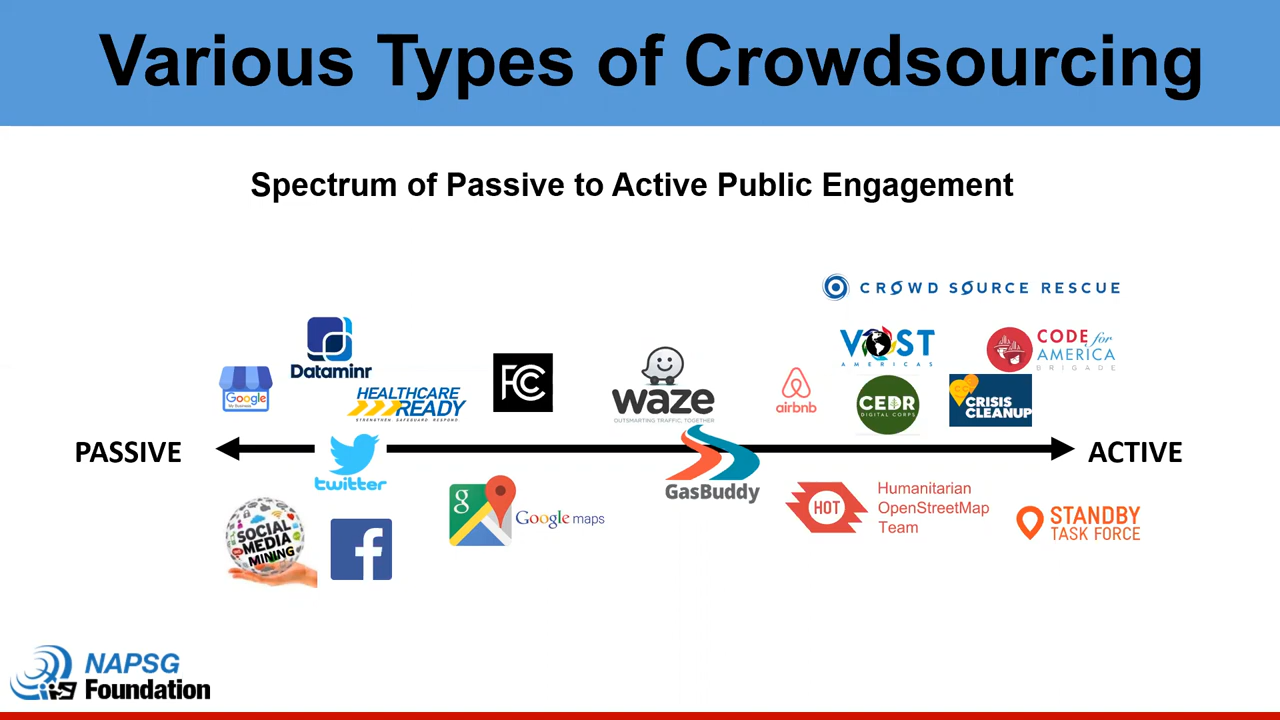 Various Types of Crowdsourcing
Spectrum of Passive to Active Public Engagement
CROWD SOURCE RESCUE
Dataminr
Google
My Business
HEALTHCARE
READY
STRENGTHEN. SAFEGUARD. RESPOND.
FC
waze
OUTSMARTING TRAFFIC, TOGETHER
airbnb
VOST
AMERICAS
CEDR
DIGITAL CORPS
CODE for
AMERICA
BRIGADE
CRISIS
CLEANUP
PASSIVE
ACTIVE
twitter
SOCIAL
MEDIA
MINING
f
g
Google maps
GasBuddy
HOT
Humanitarian
OpenStreetMap
Team
STANDBY
TASK FORCE
NAPSG
Foundation